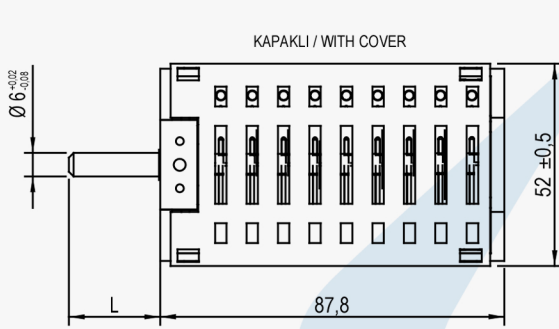 KAPAKLI / WITH COVER
Ø 6 +0,02 -0,08
52 ±0,5
L
87,8